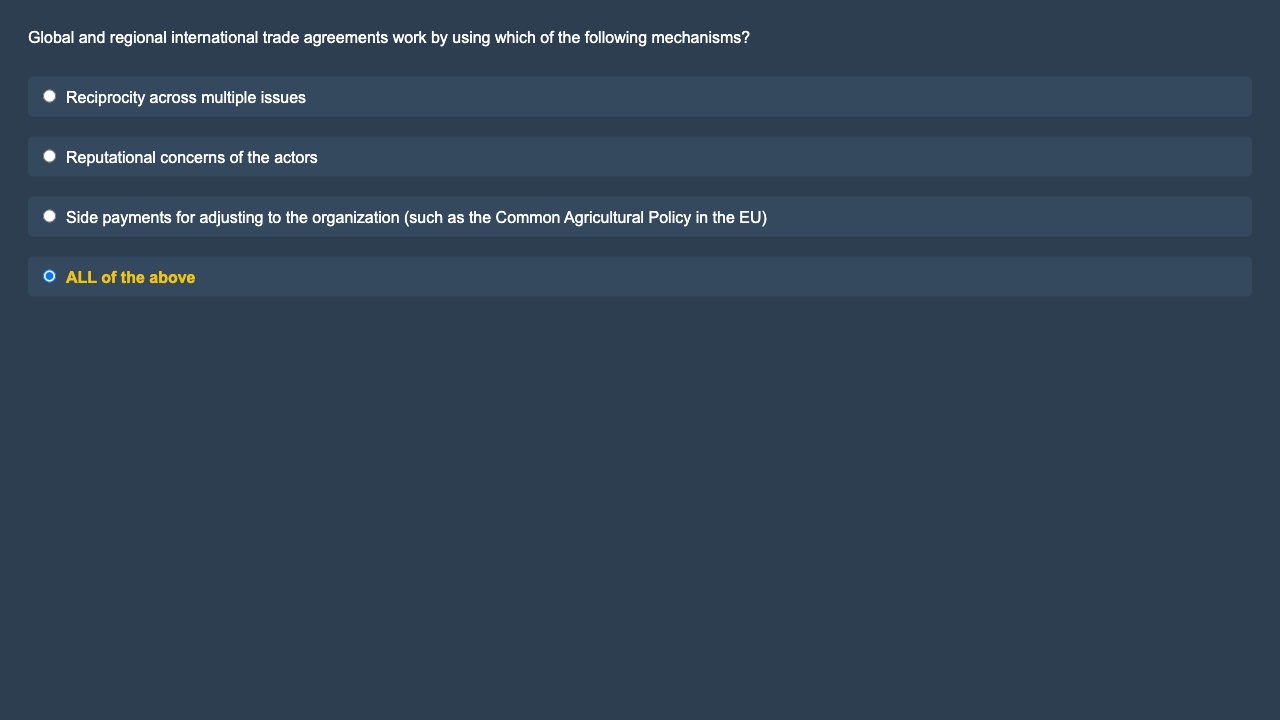 Global and regional international trade agreements work by using which of the following mechanisms?
Reciprocity across multiple issues
Reputational concerns of the actors
Side payments for adjusting to the organization (such as the Common Agricultural Policy in the EU)
ALL of the above